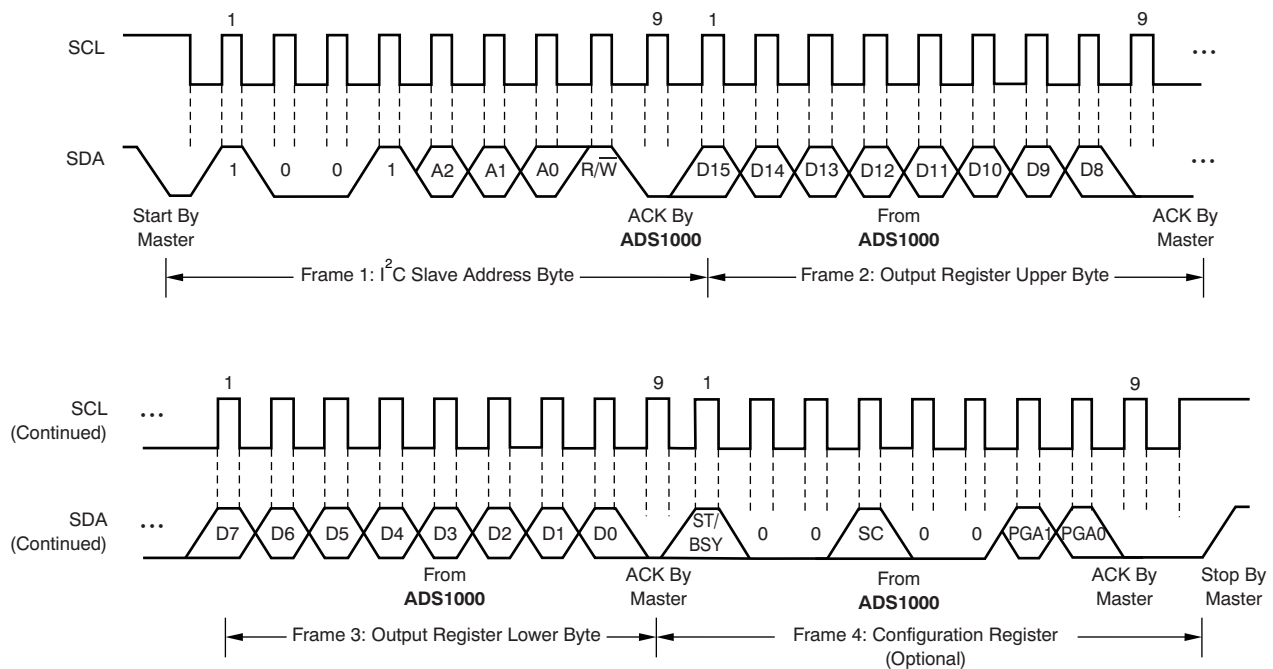 1 9 1 9
SCL ...
SDA 1 0 0 1 A2 A1 A0 R/W̅ D15 D14 D13 D12 D11 D10 D9 D8 ...
Start By
Master
ACK By
ADS1000
From
ADS1000
ACK By
Master
Frame 1: I²C Slave Address Byte
Frame 2: Output Register Upper Byte
1 9 1 9
SCL
(Continued)
...
SDA
(Continued)
... D7 D6 D5 D4 D3 D2 D1 D0 ST/
BSY 0 0 SC 0 0 PGA1 PGA0
From
ADS1000
ACK By
Master
From
ADS1000
ACK By
Master
Stop By
Master
Frame 3: Output Register Lower Byte
Frame 4: Configuration Register
(Optional)